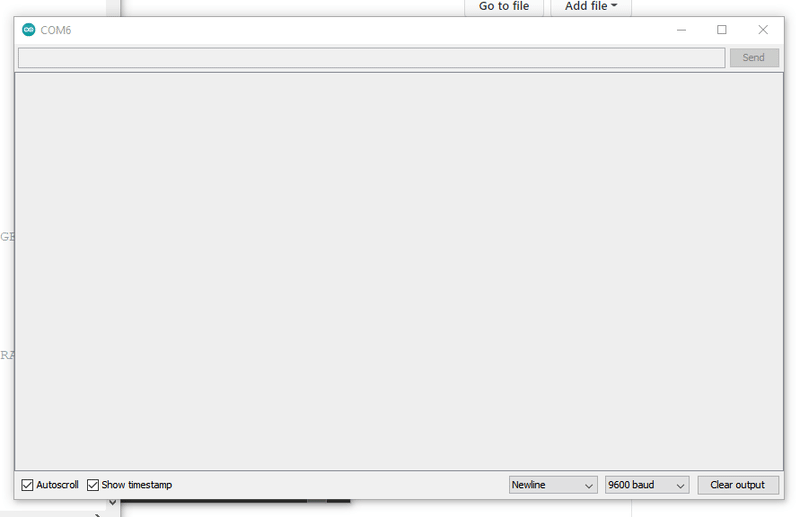 Go to file Add file
COM6
Send
GE
RA
Autoscroll Show timestamp Newline 9600 baud Clear output